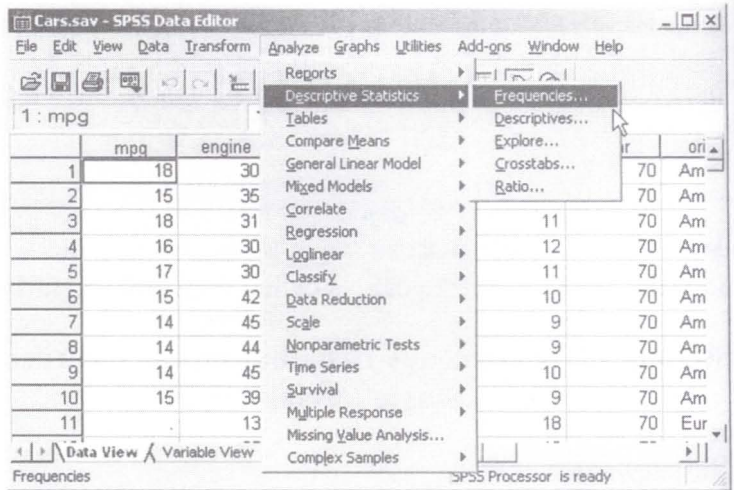 Cars.sav - SPSS Data Editor
File Edit View Data Transform Analyze Graphs Utilities Add-ons Window Help
1 : mpg
mpg engine ori
Reports
Descriptive Statistics
Tables
Compare Means
General Linear Model
Mixed Models
Correlate
Regression
Loglinear
Classify
Data Reduction
Scale
Nonparametric Tests
Time Series
Survival
Multiple Response
Missing Value Analysis...
Complex Samples
Frequencies...
Descriptives...
Explore...
Crosstabs...
Ratio...
1 18 30 70 Am
2 15 35 70 Am
3 18 31 11 70 Am
4 16 30 12 70 Am
5 17 30 11 70 Am
6 15 42 10 70 Am
7 14 45 9 70 Am
8 14 44 9 70 Am
9 14 45 10 70 Am
10 15 39 9 70 Am
11 . 13 18 70 Eur
Data View Variable View
Frequencies SPSS Processor is ready